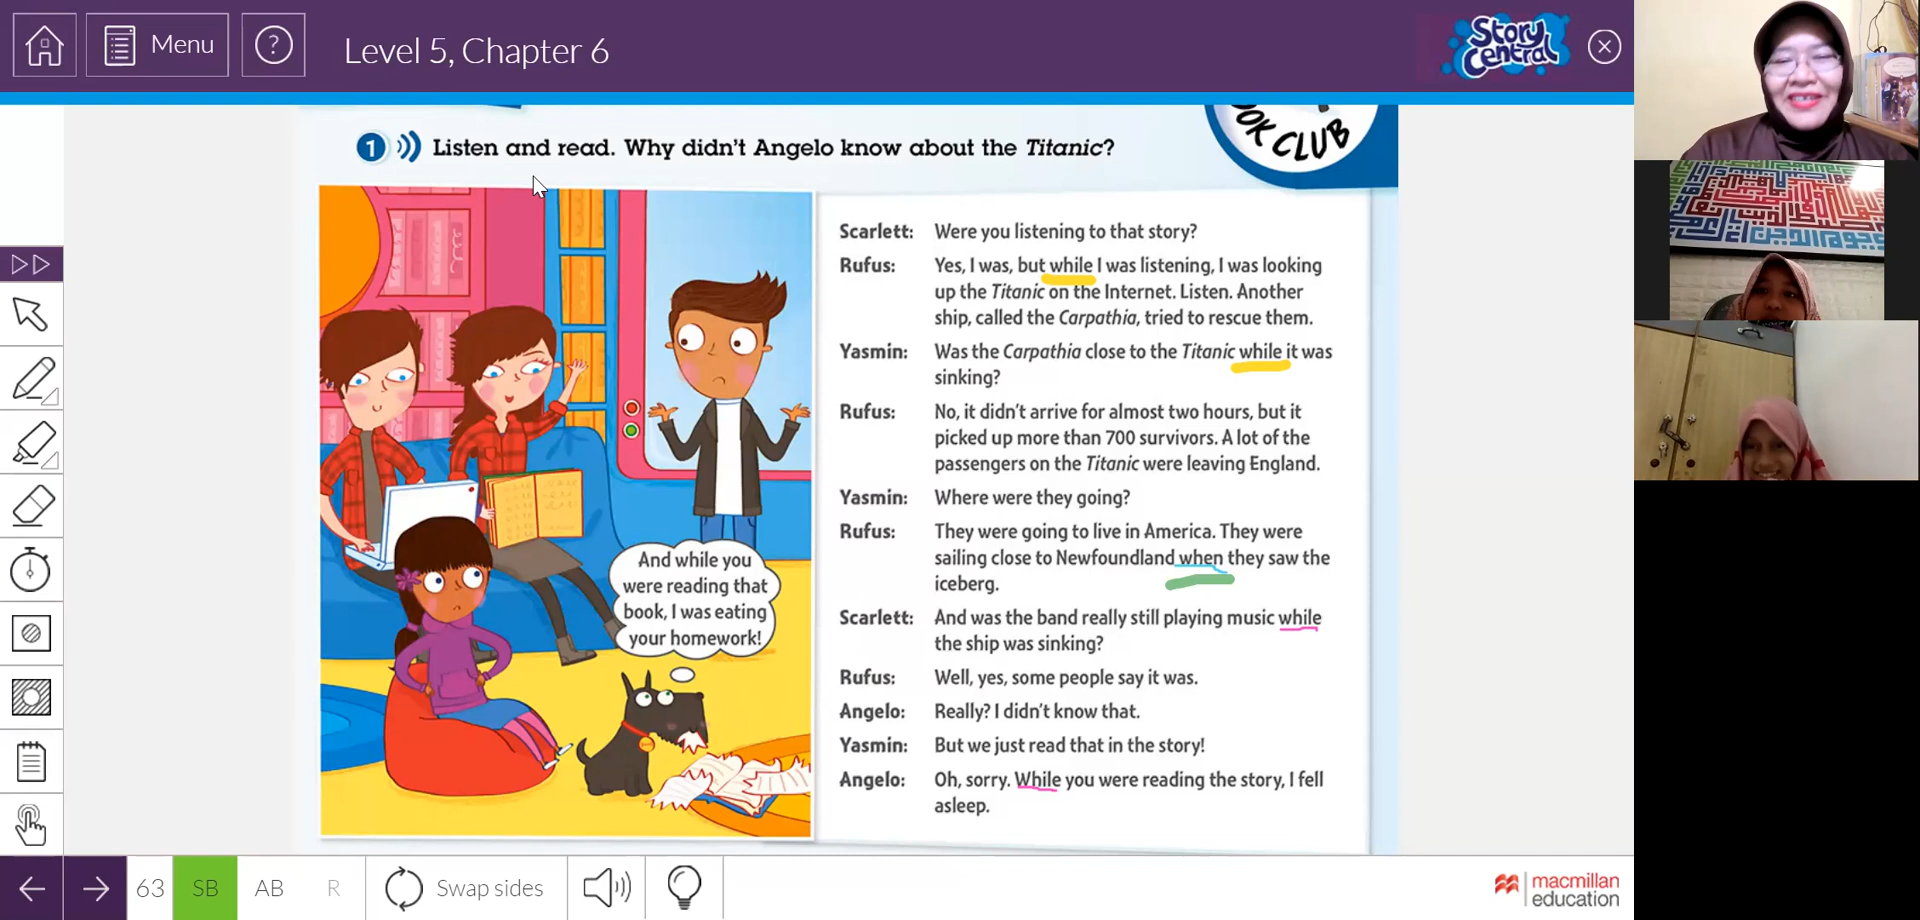 Menu
?
Level 5, Chapter 6
Story
Central
1 Listen and read. Why didn't Angelo know about the Titanic?
OK CLUB
Scarlett: Were you listening to that story?
Rufus: Yes, I was, but while I was listening, I was looking
up the Titanic on the Internet. Listen. Another
ship, called the Carpathia, tried to rescue them.
Yasmin: Was the Carpathia close to the Titanic while it was
sinking?
Rufus: No, it didn't arrive for almost two hours, but it
picked up more than 700 survivors. A lot of the
passengers on the Titanic were leaving England.
Yasmin: Where were they going?
Rufus: They were going to live in America. They were
sailing close to Newfoundland when they saw the
iceberg.
Scarlett: And was the band really still playing music while
the ship was sinking?
Rufus: Well, yes, some people say it was.
Angelo: Really? I didn't know that.
Yasmin: But we just read that in the story!
Angelo: Oh, sorry. While you were reading the story, I fell
asleep.
And while you
were reading that
book, I was eating
your homework!
63 SB AB R Swap sides
macmillan
education